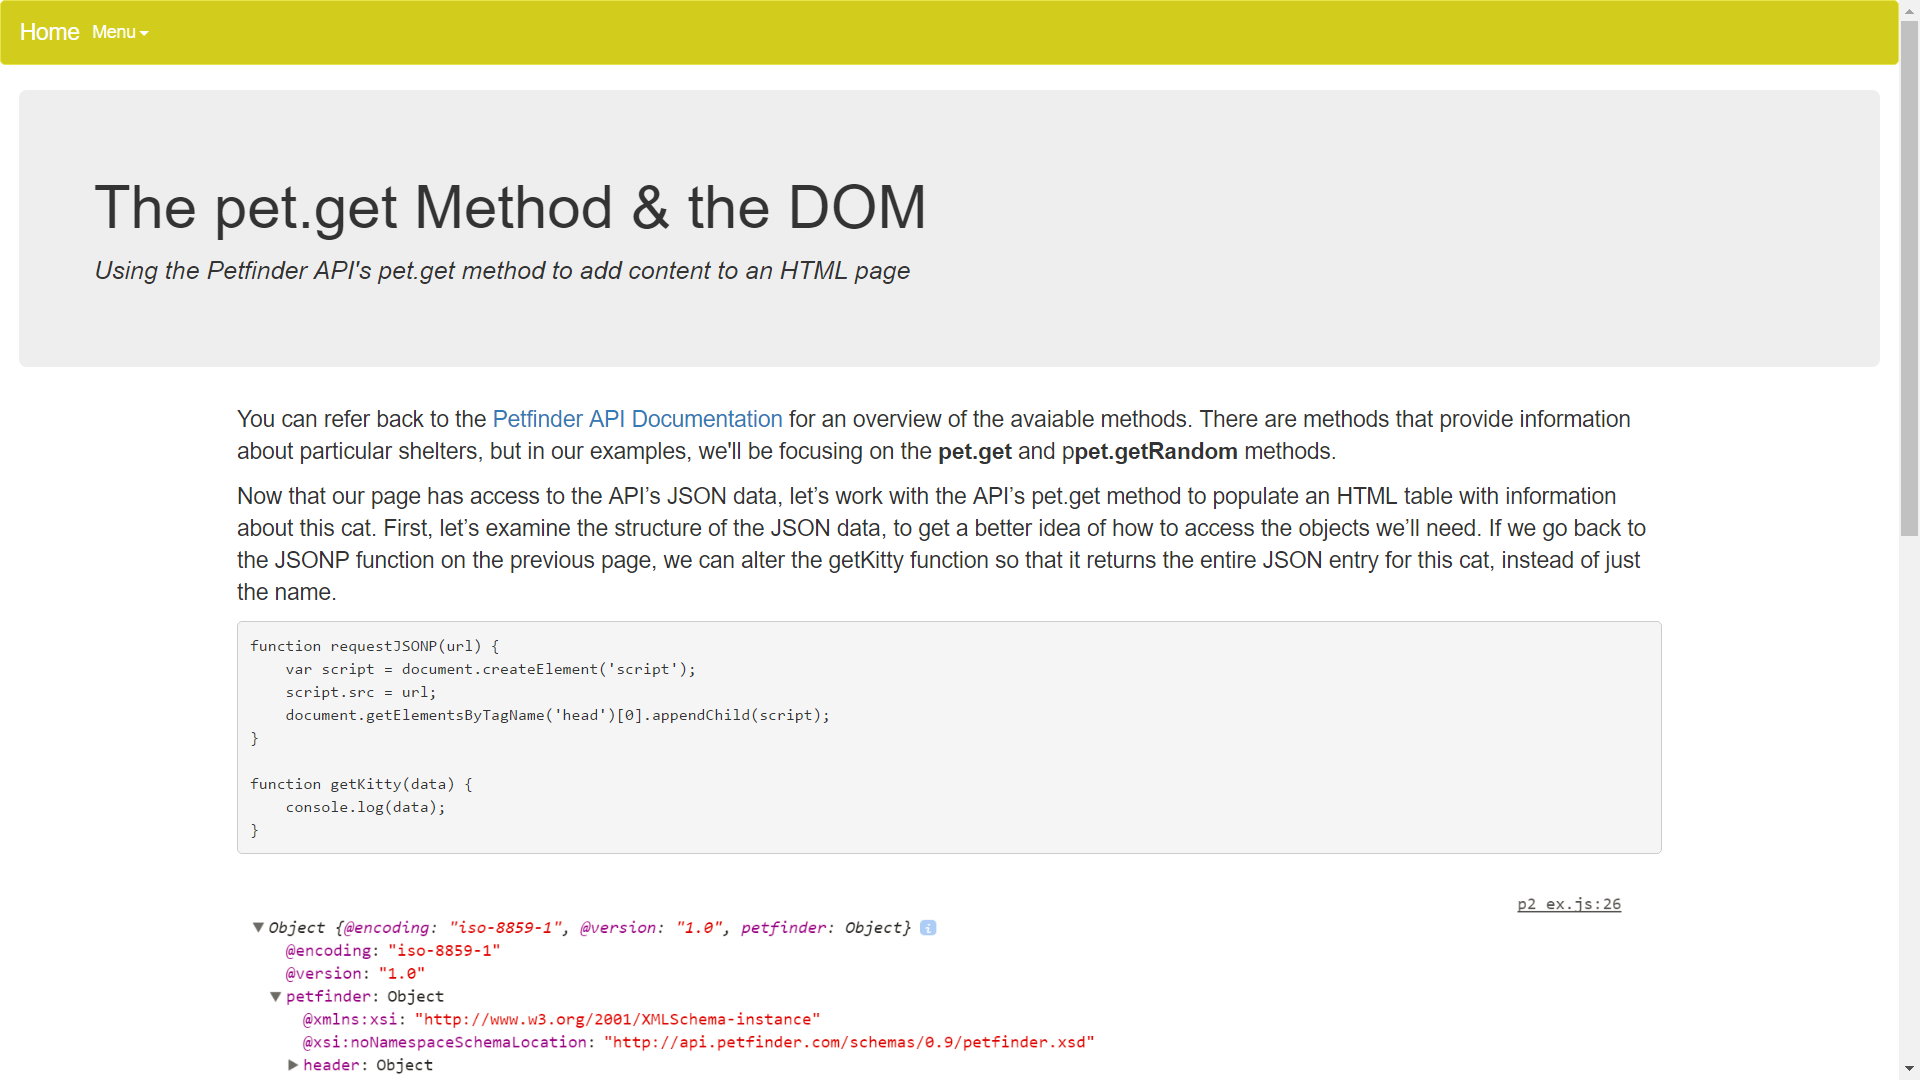 Home Menu
The pet.get Method & the DOM
Using the Petfinder API's pet.get method to add content to an HTML page
You can refer back to the Petfinder API Documentation for an overview of the avaiable methods. There are methods that provide information
about particular shelters, but in our examples, we'll be focusing on the pet.get and ppet.getRandom methods.
Now that our page has access to the API’s JSON data, let’s work with the API’s pet.get method to populate an HTML table with information
about this cat. First, let’s examine the structure of the JSON data, to get a better idea of how to access the objects we’ll need. If we go back to
the JSONP function on the previous page, we can alter the getKitty function so that it returns the entire JSON entry for this cat, instead of just
the name.
function requestJSONP(url) {
    var script = document.createElement('script');
    script.src = url;
    document.getElementsByTagName('head')[0].appendChild(script);
}
function getKitty(data) {
    console.log(data);
}
p2 ex.js:26
Object {@encoding: "iso-8859-1", @version: "1.0", petfinder: Object} i
@encoding: "iso-8859-1"
@version: "1.0"
petfinder: Object
@xmlns:xsi: "http://www.w3.org/2001/XMLSchema-instance"
@xsi:noNamespaceSchemaLocation: "http://api.petfinder.com/schemas/0.9/petfinder.xsd"
header: Object